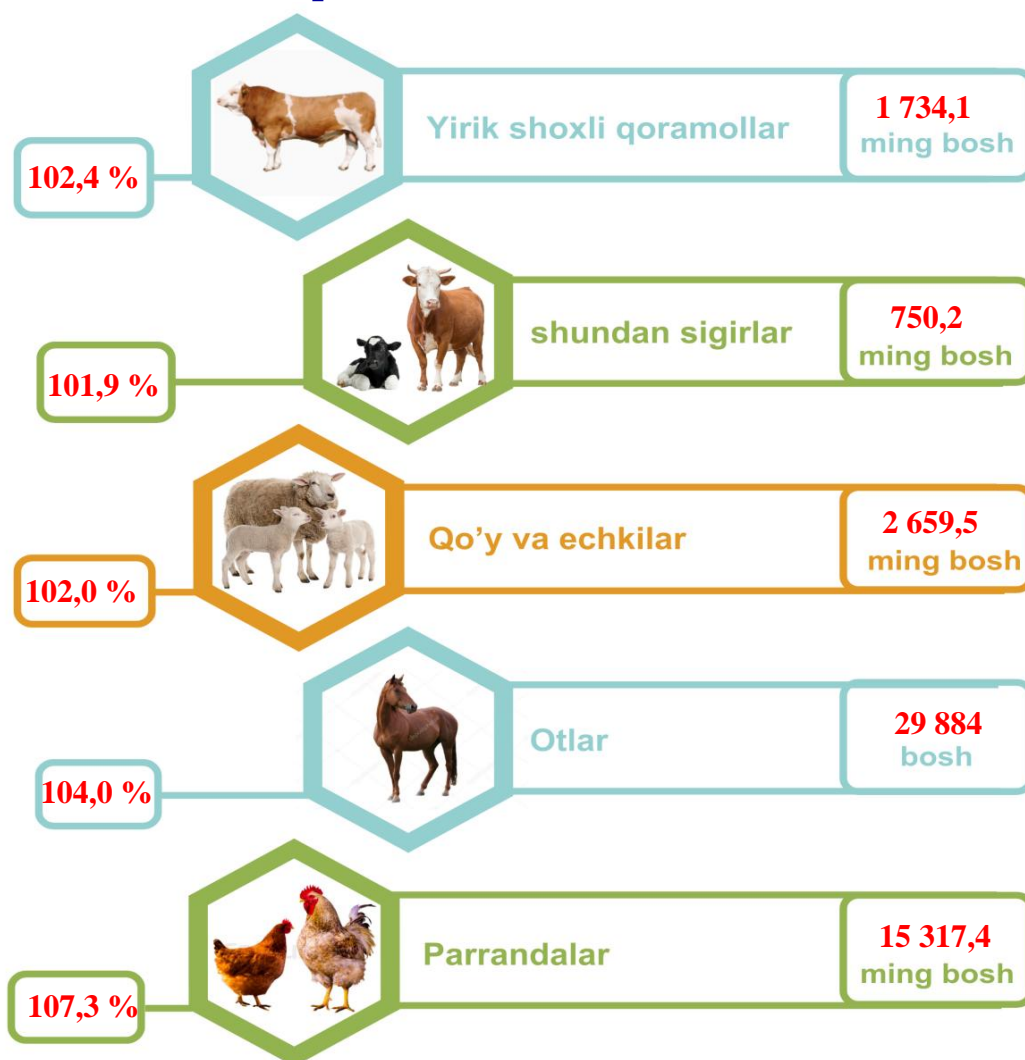 Yirik shoxli qoramollar
1 734,1
ming bosh
102,4 %
shundan sigirlar
750,2
ming bosh
101,9 %
Qo’y va echkilar
2 659,5
ming bosh
102,0 %
Otlar
29 884
bosh
104,0 %
Parrandalar
15 317,4
ming bosh
107,3 %